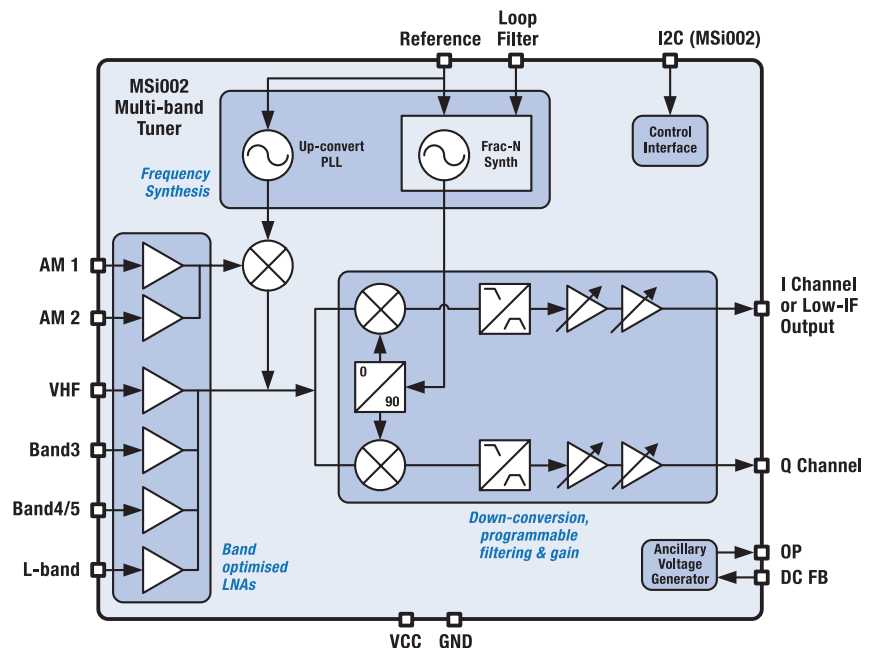 Reference
Loop
Filter
I2C (MSi002)
MSi002
Multi-band
Tuner
Up-convert
PLL
Frac-N
Synth
Control
Interface
Frequency
Synthesis
AM 1
AM 2
VHF
Band3
Band4/5
L-band
Band
optimised
LNAs
0
90
Down-conversion,
programmable
filtering & gain
I Channel
or Low-IF
Output
Q Channel
Ancillary
Voltage
Generator
OP
DC FB
VCC
GND